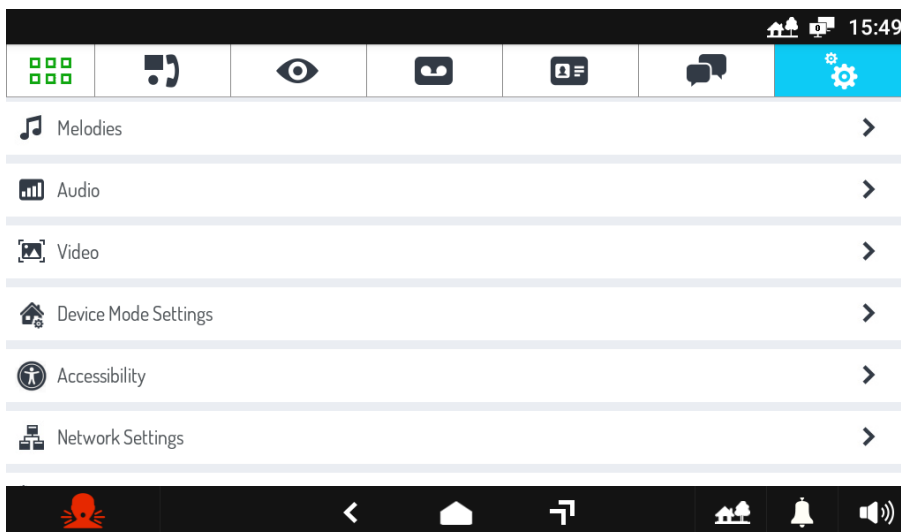 15:49
Melodies
Audio
Video
Device Mode Settings
Accessibility
Network Settings